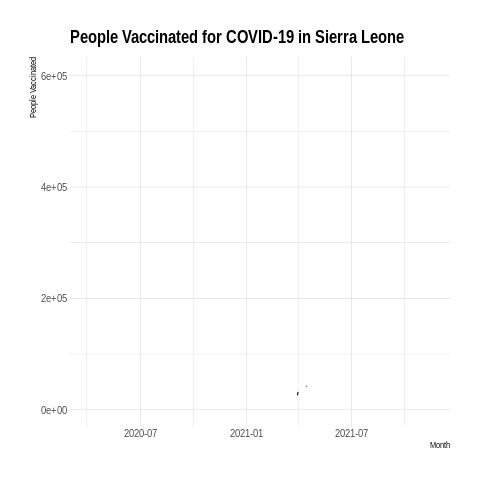 People Vaccinated for COVID-19 in Sierra Leone
People Vaccinated
6e+05
4e+05
2e+05
0e+00
2020-07
2021-01
2021-07
Month